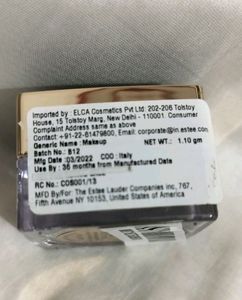 Imported by : ELCA Cosmetics Pvt Ltd. 202-206 Tolstoy
House, 15 Tolstoy Marg, New Delhi - 110001. Consumer
Complaint Address same as above
Contact :+91-22-61479800, Email: corporate@in.estee.com
Generic Name : Makeup
Net Qty. : 1.10 gm
Batch No : B12
Mfg Date :03/2022 COO : Italy
Use By : 36 months from Manufactured Date
RC No.: COS001/13
MFD By/For: The Estee Lauder Companies inc, 767,
Fifth Avenue NY 10153, United States of America